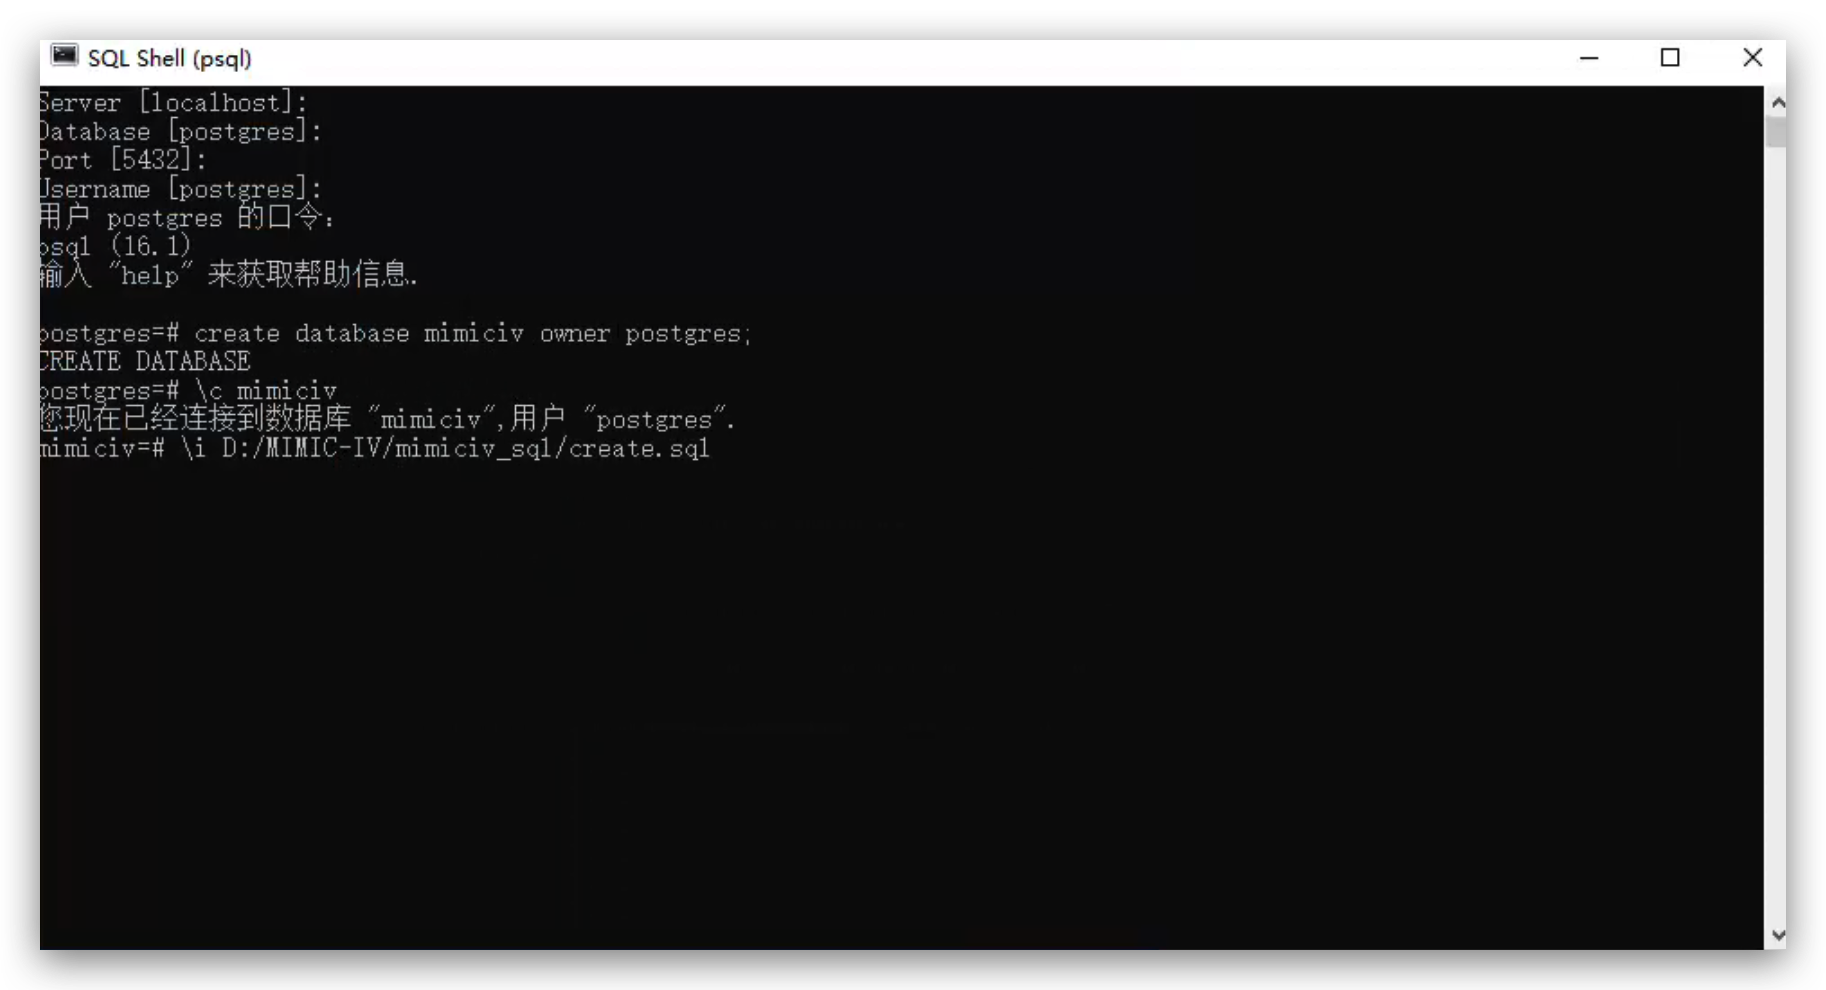 SQL Shell (psql)
Server [localhost]:
Database [postgres]:
Port [5432]:
Username [postgres]:
用户 postgres 的口令：
psql (16.1)
输入 "help" 来获取帮助信息.
postgres=# create database mimiciv owner postgres;
CREATE DATABASE
postgres=# \c mimiciv
您现在已经连接到数据库 "mimiciv",用户 "postgres".
mimiciv=# \i D:/MIMIC-IV/mimiciv_sql/create.sql